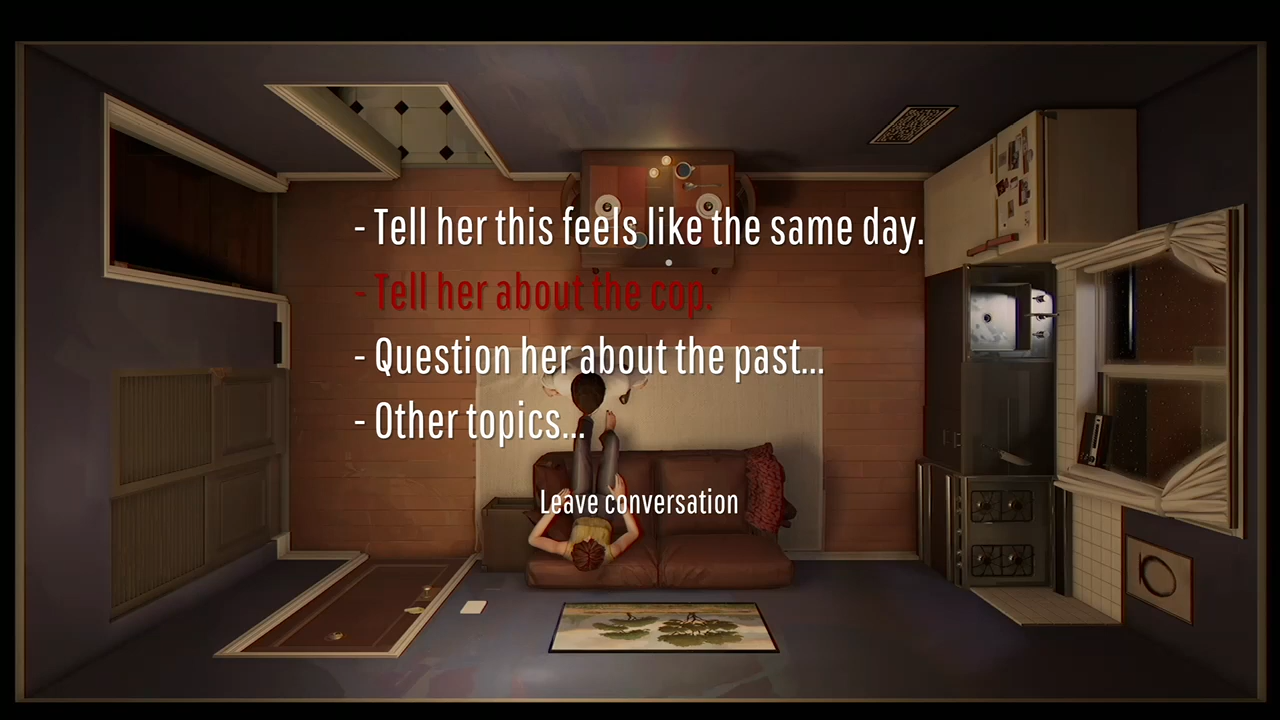 - Tell her this feels like the same day.
- Tell her about the cop.
- Question her about the past...
- Other topics...
Leave conversation